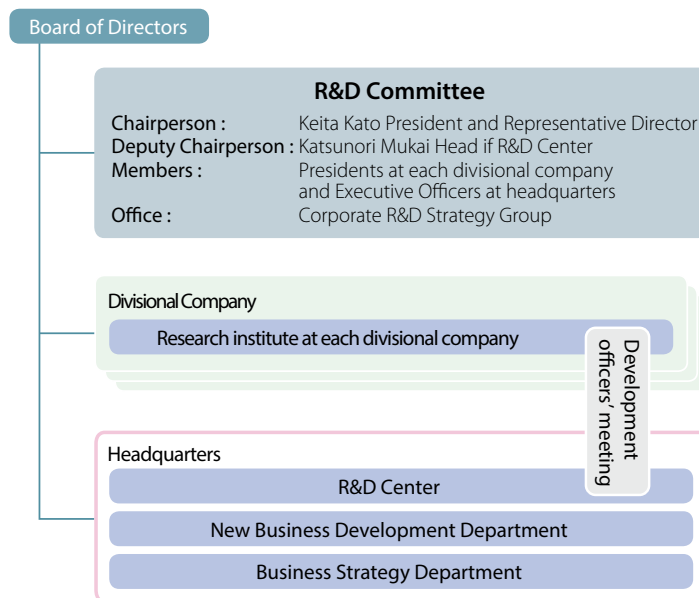 Board of Directors
R&D Committee
Chairperson : Keita Kato President and Representative Director
Deputy Chairperson : Katsunori Mukai Head if R&D Center
Members : Presidents at each divisional company
and Executive Officers at headquarters
Office : Corporate R&D Strategy Group
Divisional Company
Research institute at each divisional company
Development
officers' meeting
Headquarters
R&D Center
New Business Development Department
Business Strategy Department